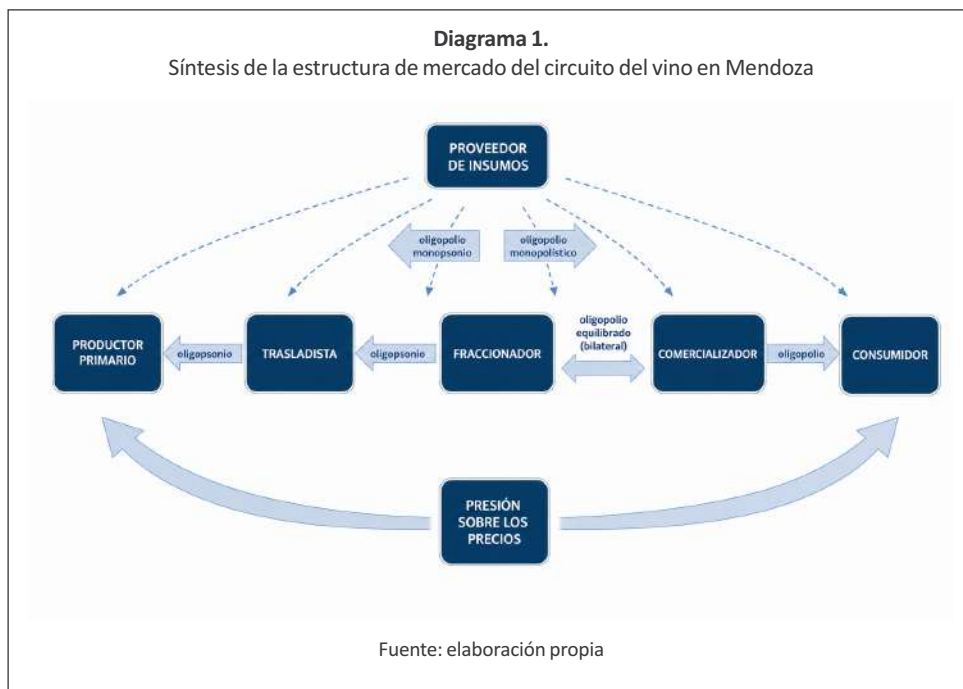 Diagrama 1.
Síntesis de la estructura de mercado del circuito del vino en Mendoza
PROVEEDOR
DE INSUMOS
oligopolio
monopsonio
oligopolio
monopolístico
PRODUCTOR
PRIMARIO
oligopsonio
TRASLADISTA
oligopsonio
FRACCIONADOR
oligopolio
equilibrado
(bilateral)
COMERCIALIZADOR
oligopolio
CONSUMIDOR
PRESIÓN
SOBRE LOS
PRECIOS
Fuente: elaboración propia